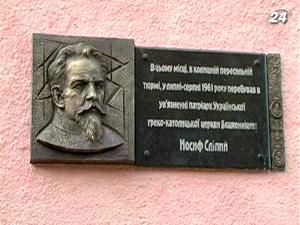 24
В цьому місці, в колишній пересильній
тюрмі, у липні-серпні 1961 року перебував в
ув'язненні патріарх Української
греко-католицької церкви Блаженніший
Йосиф Сліпий